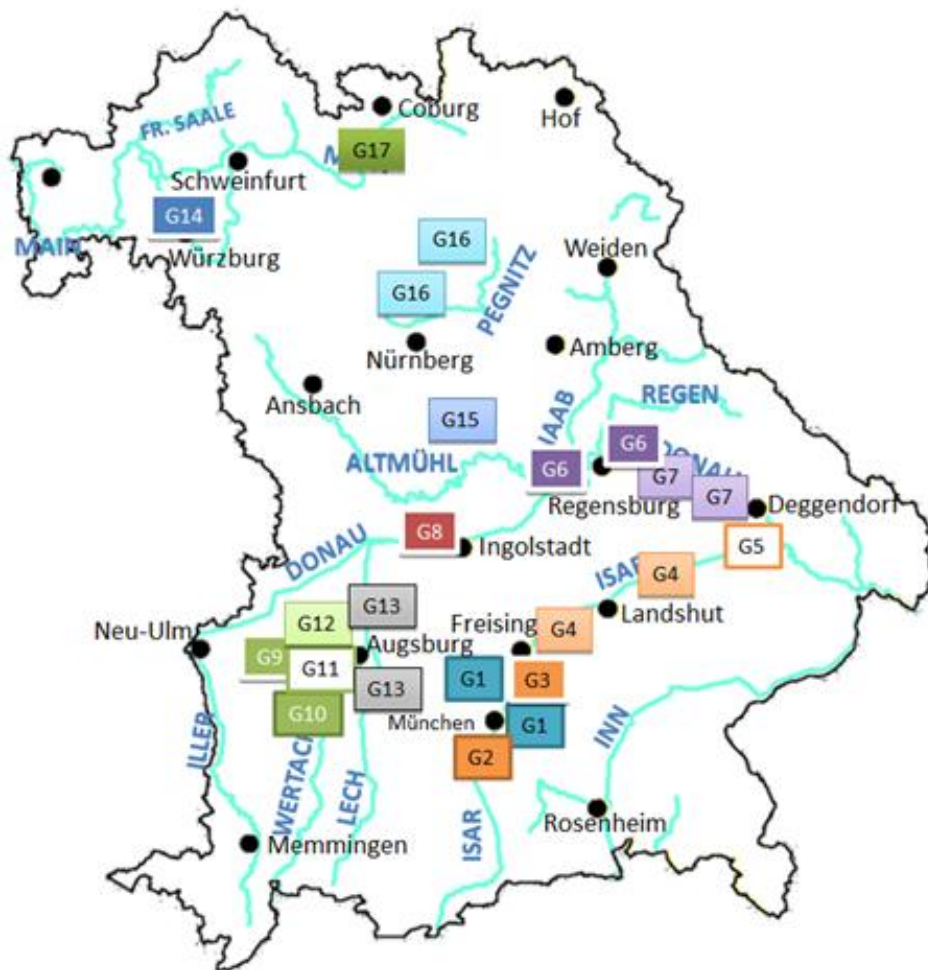 Coburg
Hof
FR. SAALE
G17
Schweinfurt
G14
MAIN
Würzburg
G16
Weiden
G16
PEGNITZ
Nürnberg
Amberg
Ansbach
REGEN
G15
IAAB
ALTMÜHL
G6
G6
DONAU
G7
G7
Regensburg
Deggendorf
G8
Ingolstadt
G5
DONAU
ISAR
G4
G13
Landshut
G12
Freising
G4
Neu-Ulm
Augsburg
G9
G11
G1
G3
G13
G10
München
G1
ILLER
WERTACH
LECH
G2
INN
Rosenheim
ISAR
Memmingen